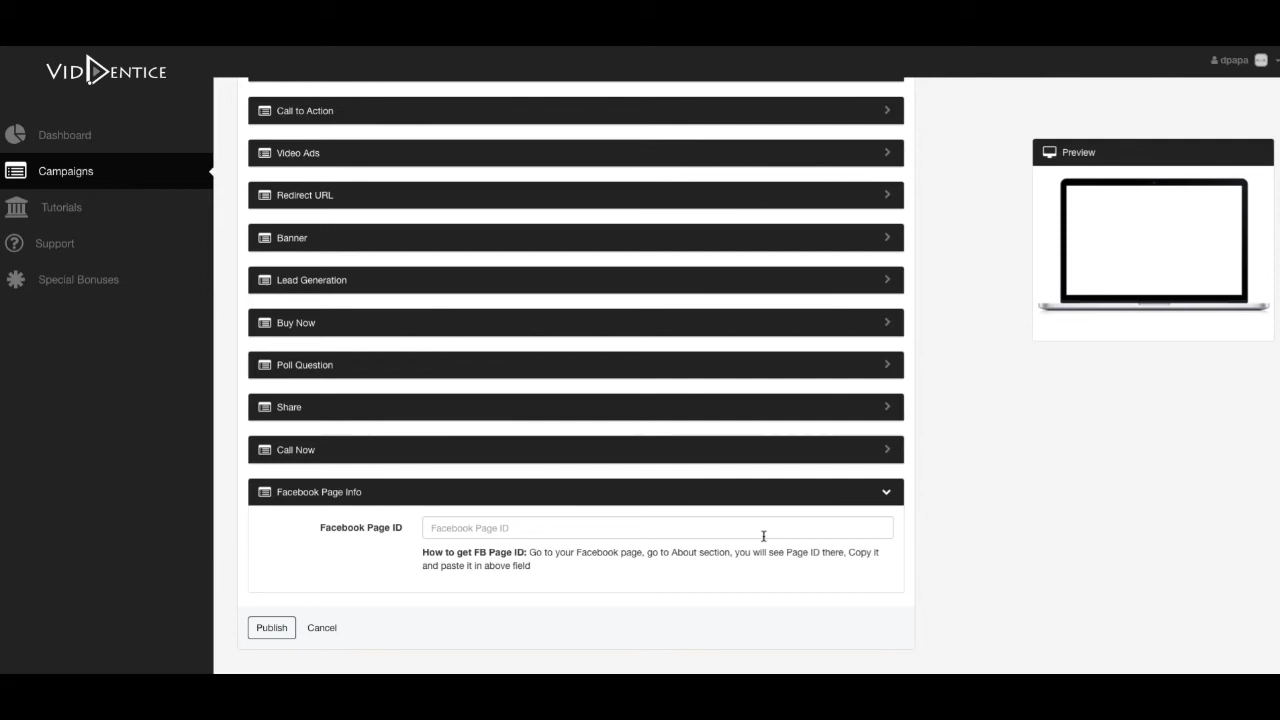 VIDDENTICE
dpapa
Dashboard
Campaigns
Tutorials
Support
Special Bonuses
Call to Action
Video Ads
Redirect URL
Banner
Lead Generation
Buy Now
Poll Question
Share
Call Now
Facebook Page Info
Facebook Page ID
Facebook Page ID
How to get FB Page ID: Go to your Facebook page, go to About section, you will see Page ID there, Copy it
and paste it in above field
Publish
Cancel
Preview